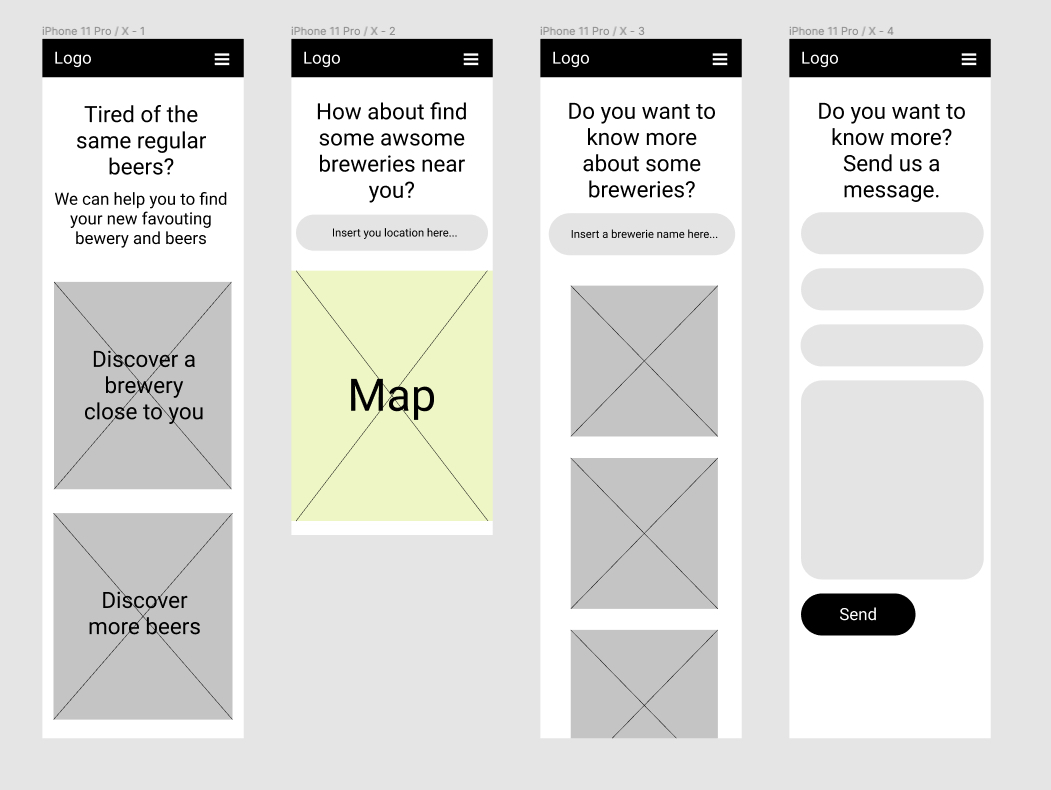 iPhone 11 Pro / X - 1
Logo
Tired of the
same regular
beers?
We can help you to find
your new favouting
bewery and beers
Discover a
brewery
close to you
Discover
more beers
iPhone 11 Pro / X - 2
Logo
How about find
some awsome
breweries near
you?
Insert you location here...
Map
iPhone 11 Pro / X - 3
Logo
Do you want to
know more
about some
breweries?
Insert a brewerie name here...
iPhone 11 Pro / X - 4
Logo
Do you want to
know more?
Send us a
message.
Send